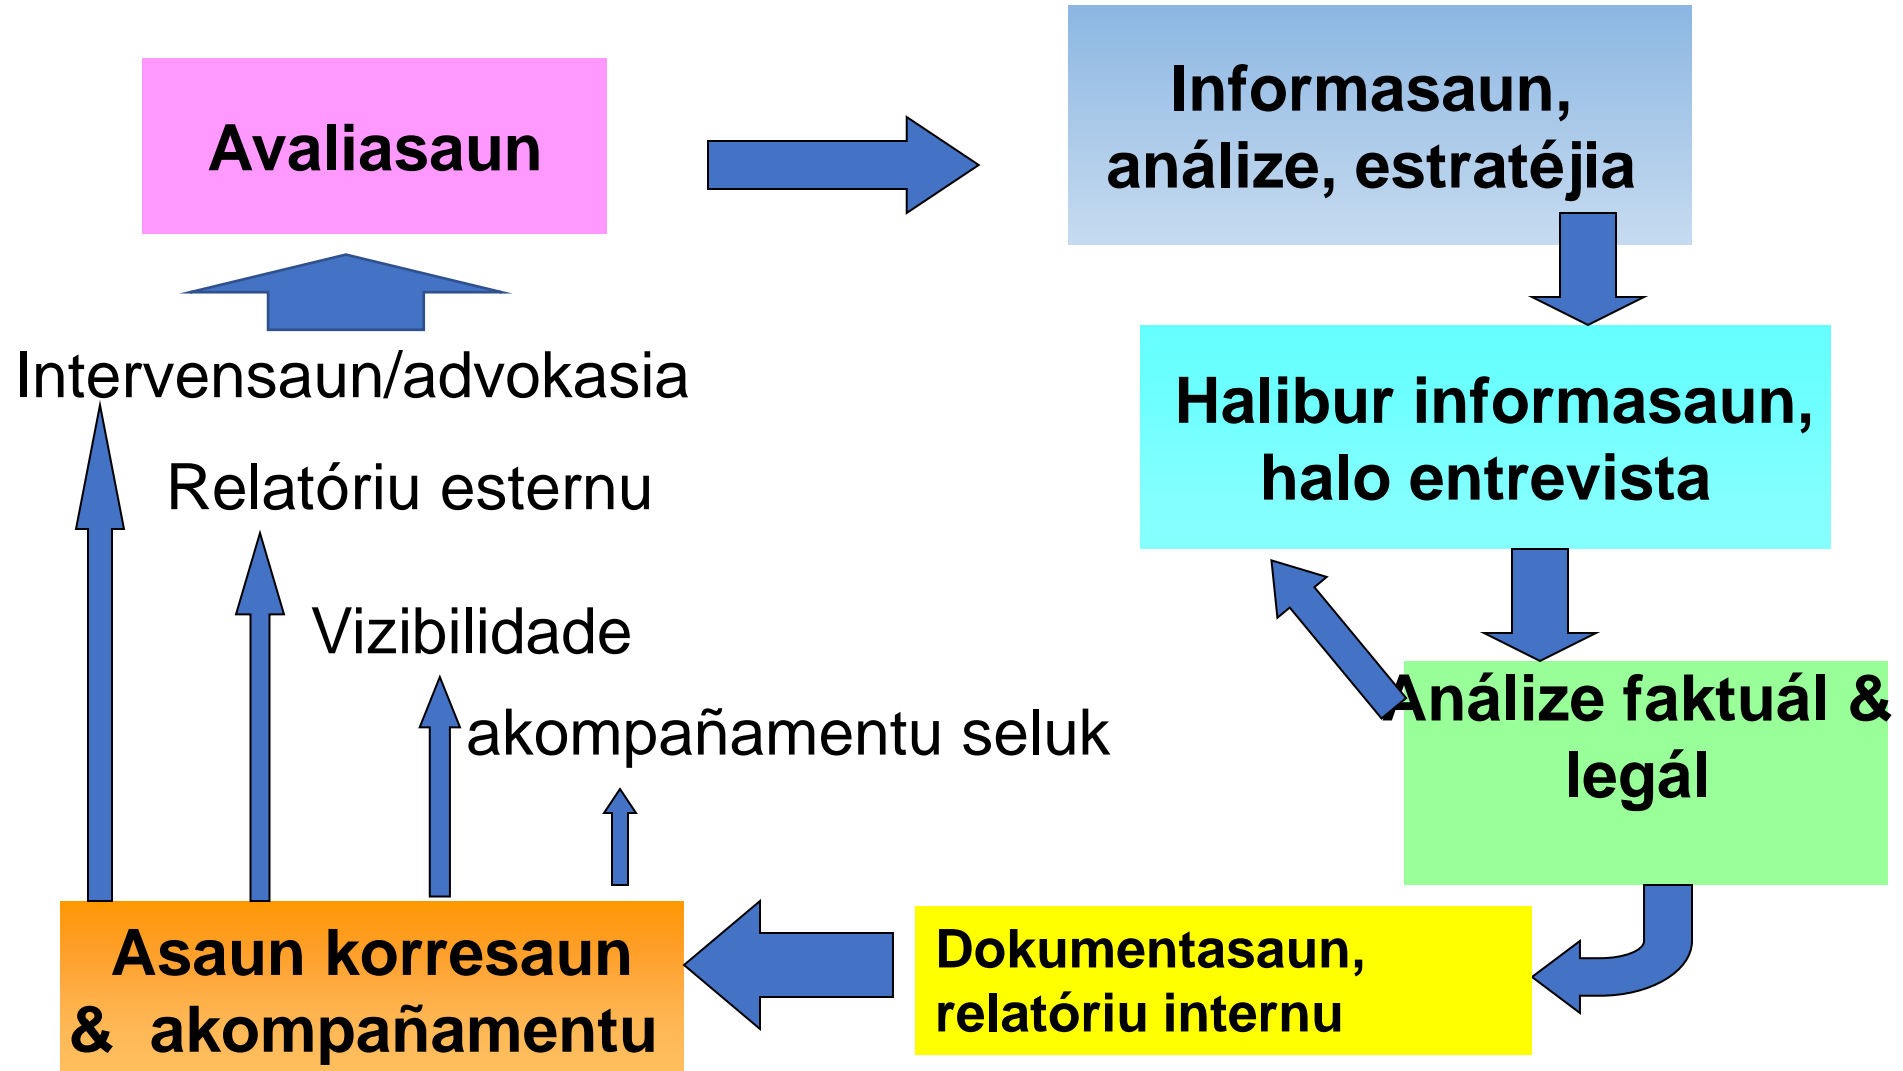 Avaliasaun
Informasaun,
análize, estratéjia
Halibur informasaun,
halo entrevista
Análize faktuál &
legál
Dokumentasaun,
relatóriu internu
Asaun korresaun
& akompañamentu
Intervensaun/advokasia
Relatóriu esternu
Vizibilidade
akompañamentu seluk